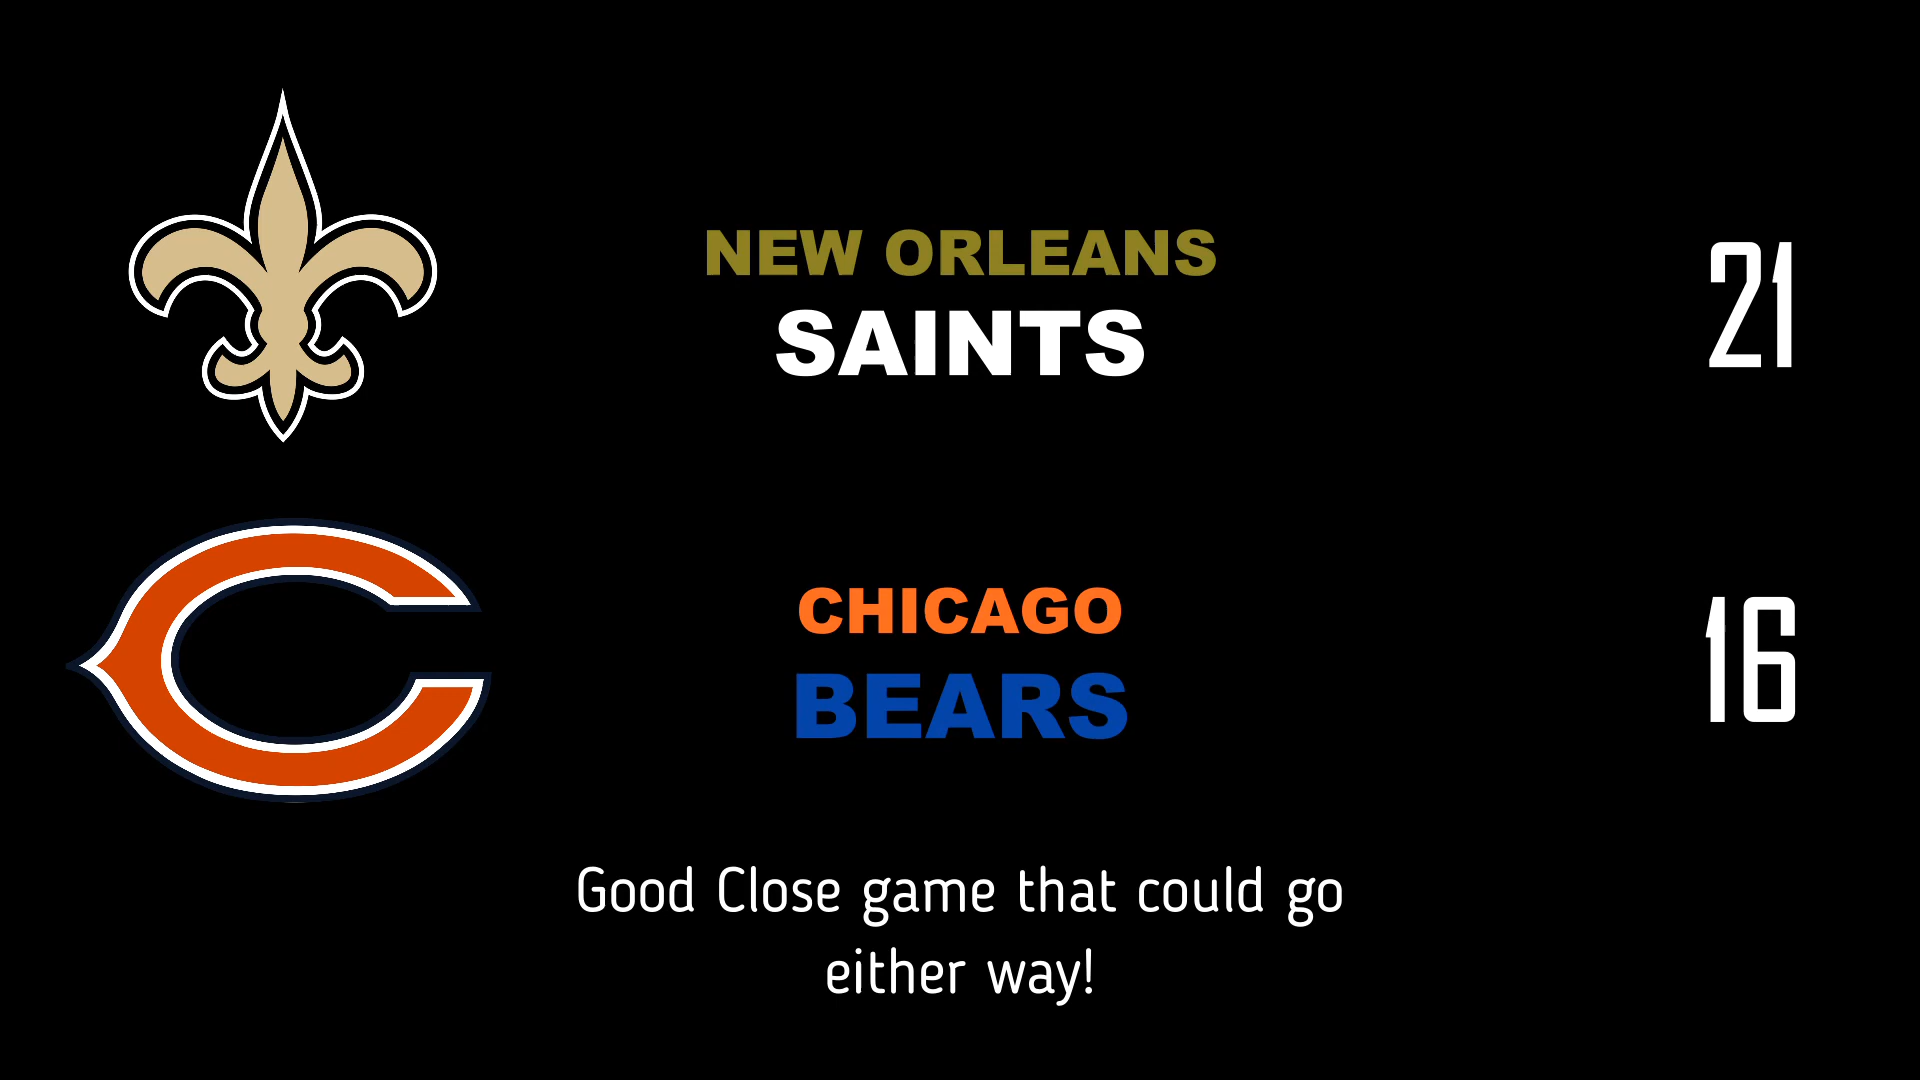 NEW ORLEANS
SAINTS
21
CHICAGO
BEARS
16
Good Close game that could go
either way!